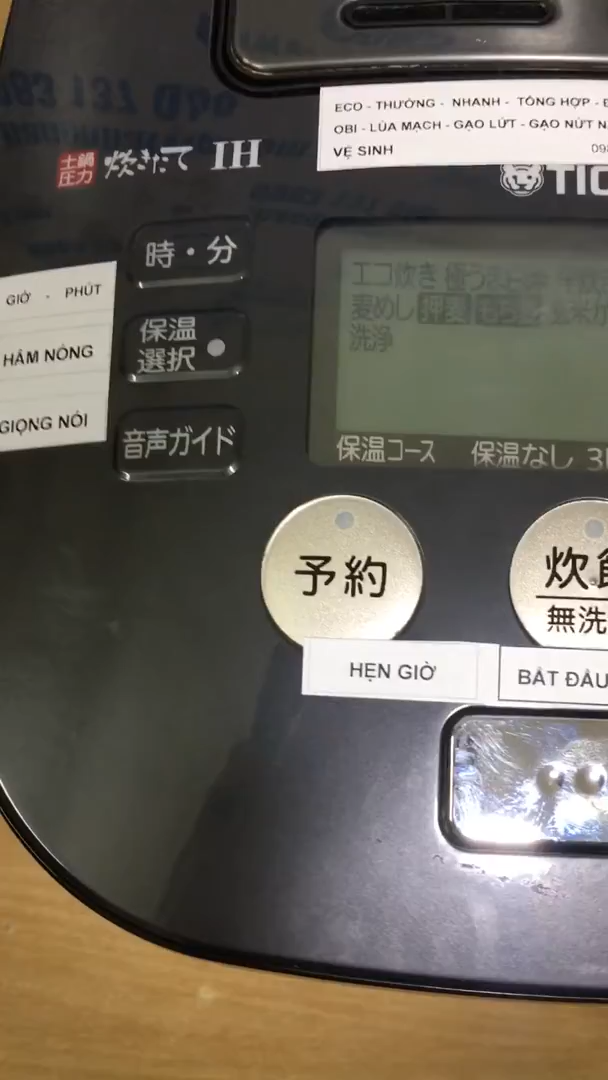 ECO - THƯỜNG - NHANH - TỔNG HỢP -
OBI - LÚA MẠCH - GẠO LỨT - GẠO NỨT
VỆ SINH
土鍋圧力 炊きたて IH
時・分
GIỜ - PHÚT
HÂM NÓNG
GIỌNG NÓI
保温
選択
音声ガイド
エコ炊き
麦めし 押麦
洗浄
保温コース 保温なし
予約
無洗
HẸN GIỜ
BẮT ĐẦU